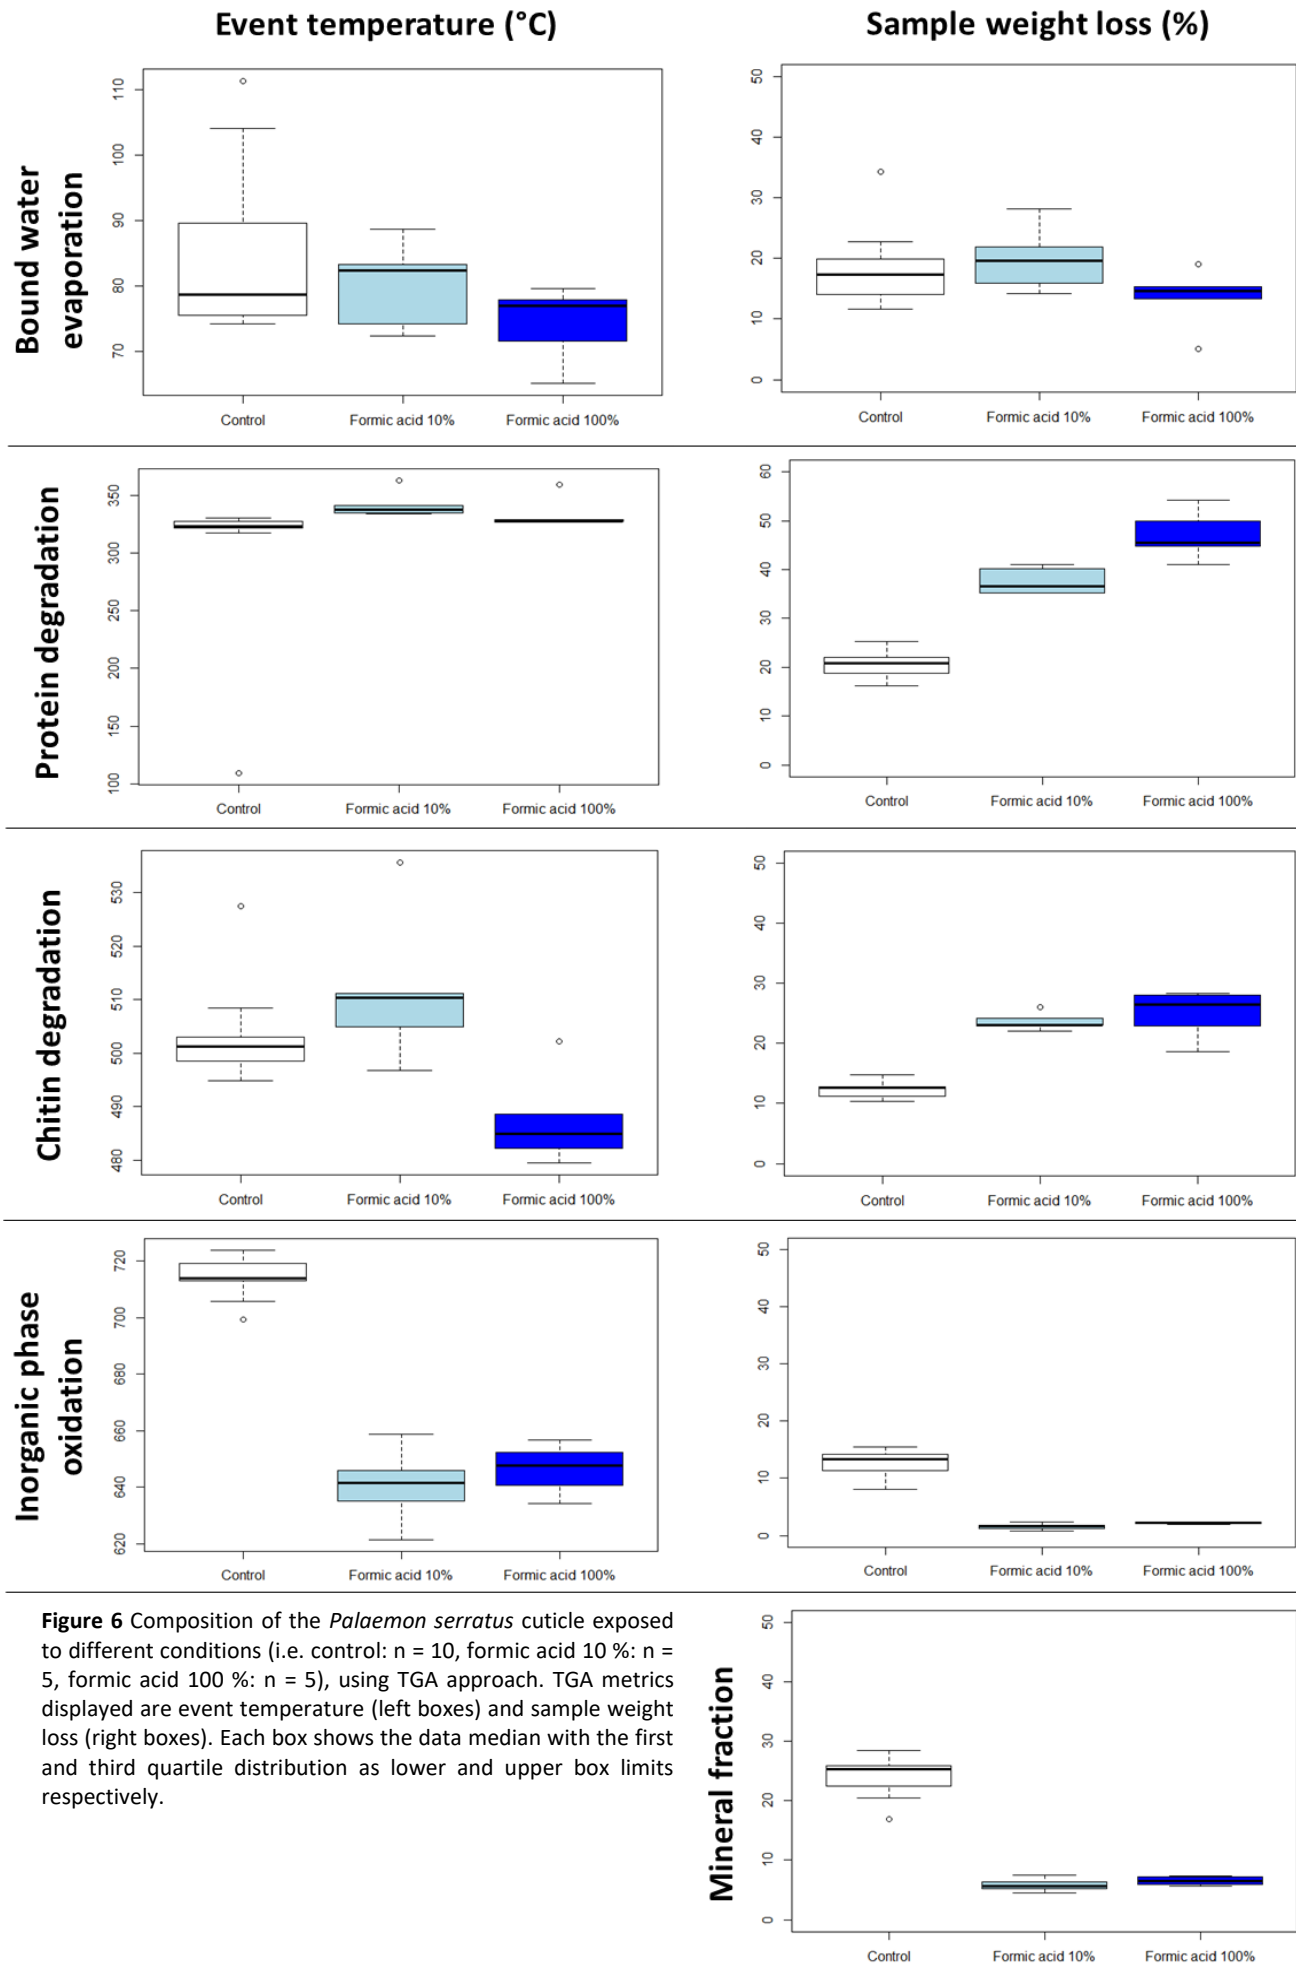 Event temperature (°C)
Sample weight loss (%)
Bound water
evaporation
110
100
90
80
70
Control
Formic acid 10%
Formic acid 100%
50
40
30
20
10
0
Control
Formic acid 10%
Formic acid 100%
Protein degradation
350
300
250
200
150
100
Control
Formic acid 10%
Formic acid 100%
60
50
40
30
20
10
0
Control
Formic acid 10%
Formic acid 100%
Chitin degradation
530
520
510
500
490
480
Control
Formic acid 10%
Formic acid 100%
50
40
30
20
10
0
Control
Formic acid 10%
Formic acid 100%
Inorganic phase
oxidation
720
700
680
660
640
620
Control
Formic acid 10%
Formic acid 100%
50
40
30
20
10
0
Control
Formic acid 10%
Formic acid 100%
Figure 6 Composition of the Palaemon serratus cuticle exposed
to different conditions (i.e. control: n = 10, formic acid 10 %: n =
5, formic acid 100 %: n = 5), using TGA approach. TGA metrics
displayed are event temperature (left boxes) and sample weight
loss (right boxes). Each box shows the data median with the first
and third quartile distribution as lower and upper box limits
respectively.
Mineral fraction
50
40
30
20
10
0
Control
Formic acid 10%
Formic acid 100%